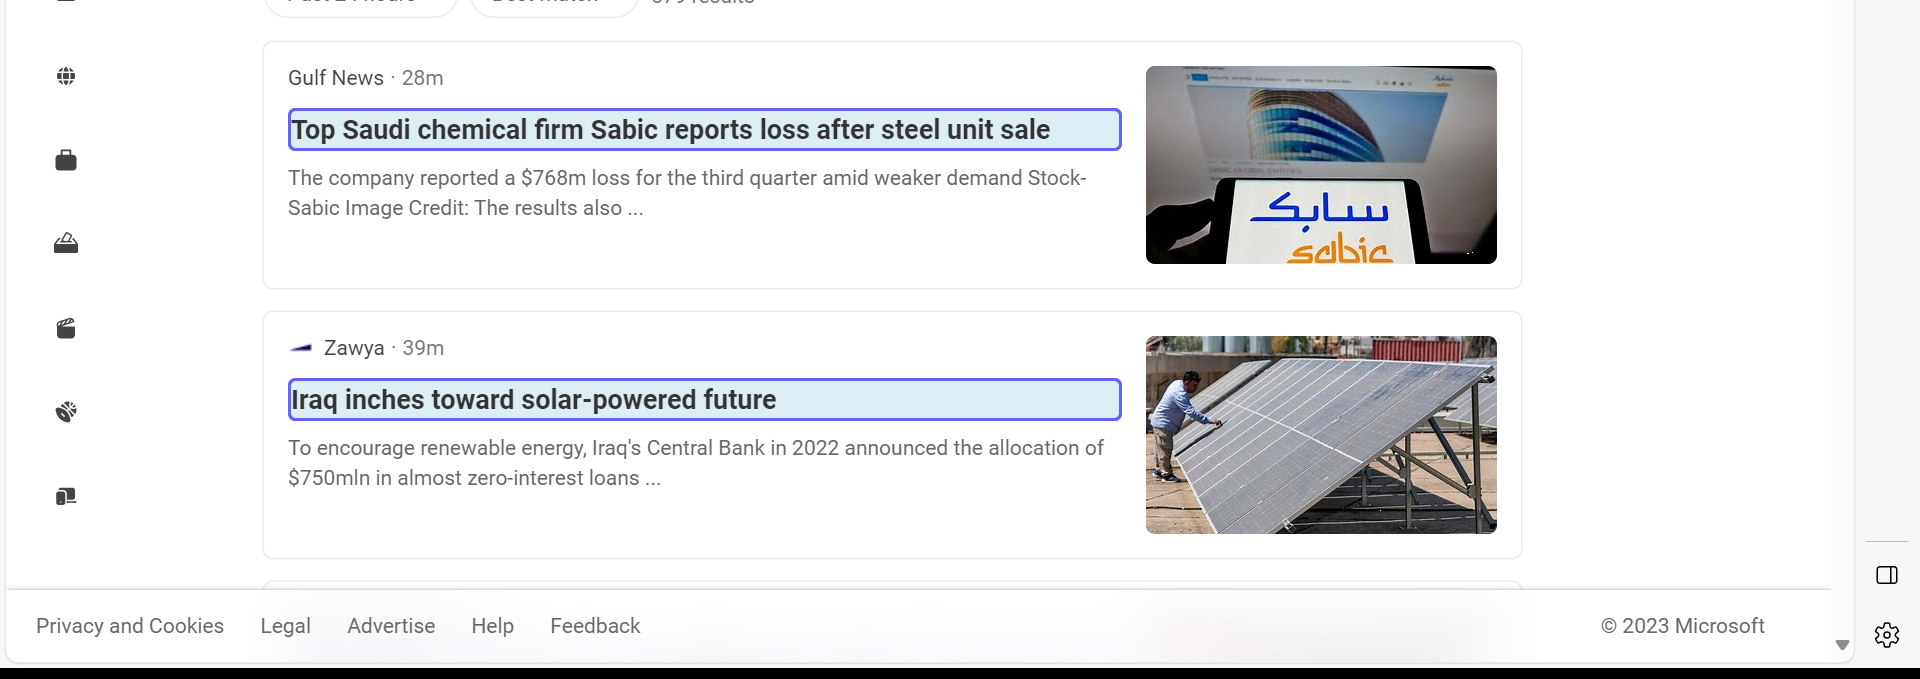 Gulf News · 28m
Top Saudi chemical firm Sabic reports loss after steel unit sale
The company reported a $768m loss for the third quarter amid weaker demand Stock-
Sabic Image Credit: The results also ...
سابك
sabic
Zawya · 39m
Iraq inches toward solar-powered future
To encourage renewable energy, Iraq's Central Bank in 2022 announced the allocation of
$750mln in almost zero-interest loans ...
Privacy and Cookies Legal Advertise Help Feedback © 2023 Microsoft